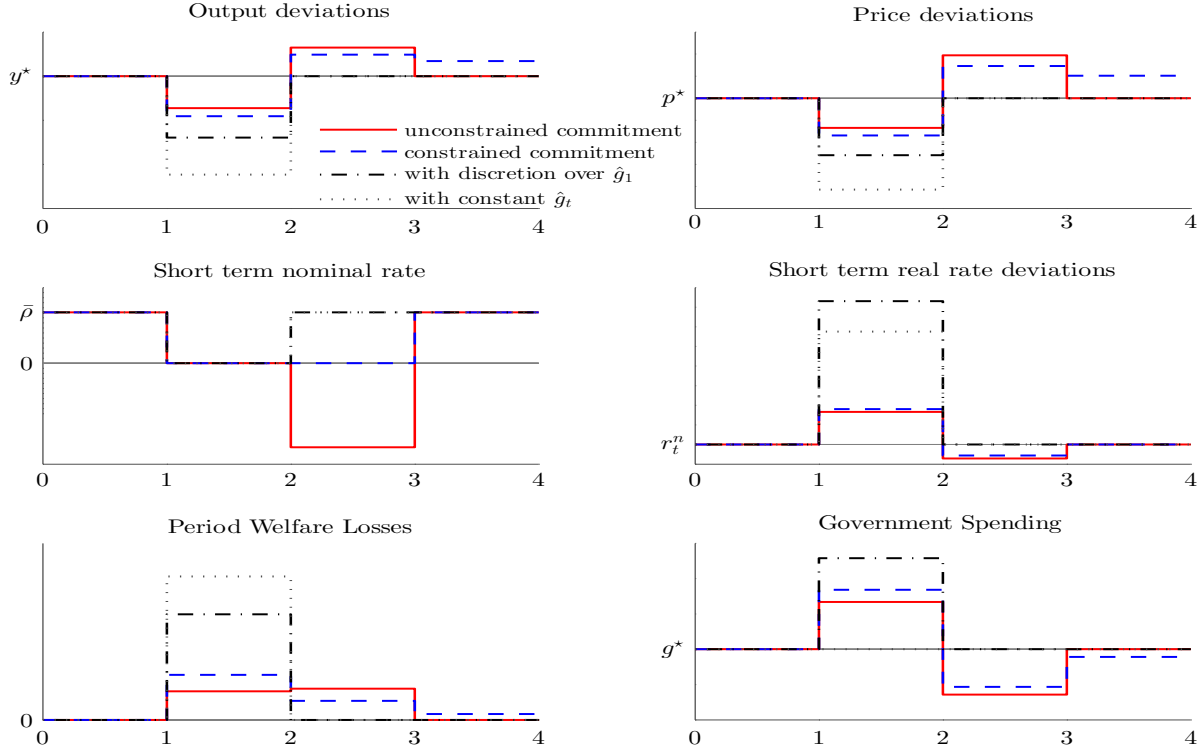 Output deviations
y*
unconstrained commitment
constrained commitment
with discretion over ĝ₁
with constant ĝₜ
0 1 2 3 4
Price deviations
p*
0 1 2 3 4
Short term nominal rate
ρ̄
0
0 1 2 3 4
Short term real rate deviations
rₜⁿ
0 1 2 3 4
Period Welfare Losses
0
0 1 2 3 4
Government Spending
g*
0 1 2 3 4